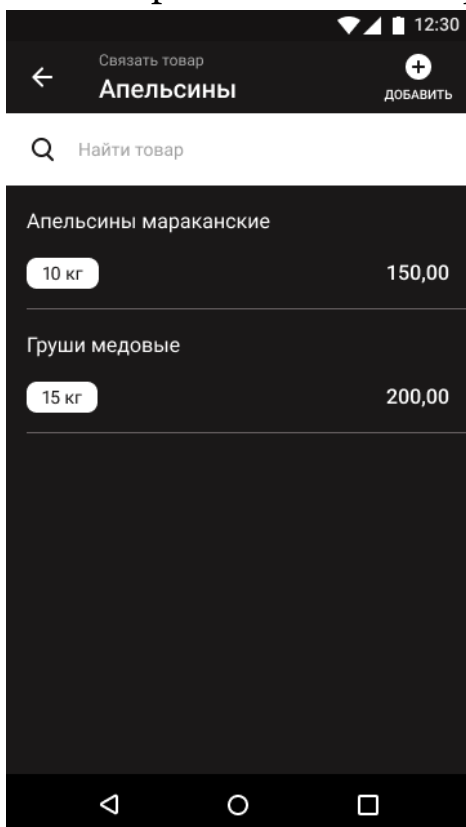 12:30
Связать товар
Апельсины
ДОБАВИТЬ
Найти товар
Апельсины мараканские
10 кг
150,00
Груши медовые
15 кг
200,00